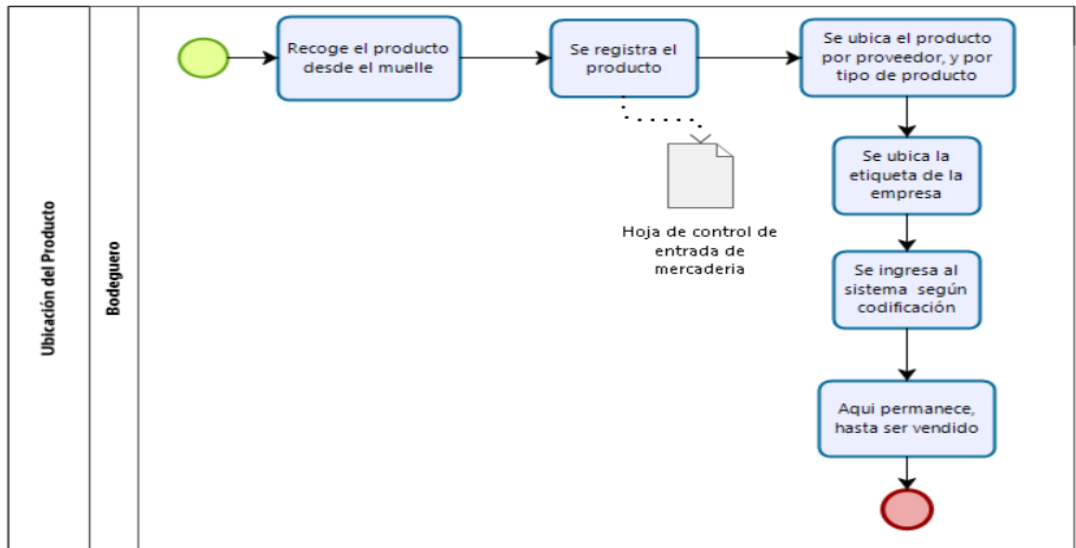 Ubicación del Producto
Bodeguero
Recoge el producto
desde el muelle
Se registra el
producto
Hoja de control de
entrada de
mercaderia
Se ubica el producto
por proveedor, y por
tipo de producto
Se ubica la
etiqueta de la
empresa
Se ingresa al
sistema según
codificación
Aqui permanece,
hasta ser vendido